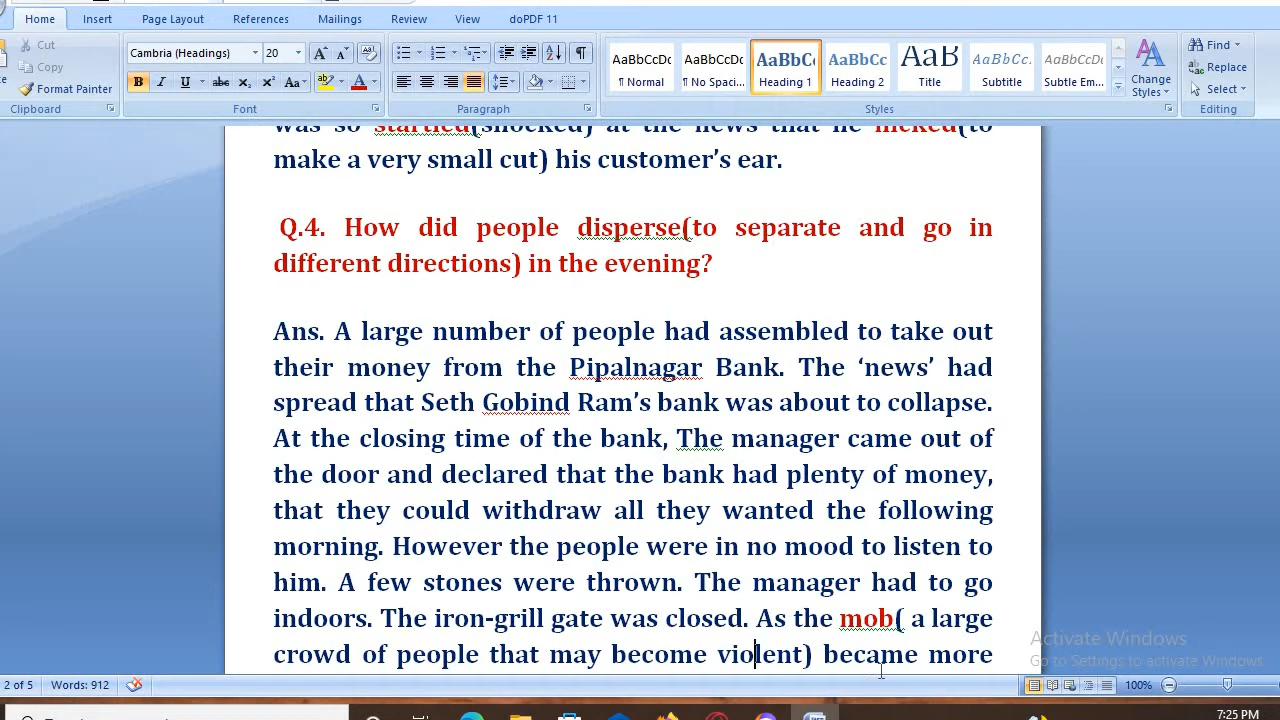 Home Insert Page Layout References Mailings Review View doPDF 11
Cut
Copy
Format Painter
Clipboard
Cambria (Headings) 20
Font
Paragraph
AaBbCcDc AaBbCcDc AaBbCc AaBbCc AaB AaBbCc. AaBbCcDc
¶ Normal ¶ No Spaci... Heading 1 Heading 2 Title Subtitle Subtle Em...
Change Styles
Styles
Find
Replace
Select
Editing
was so startled(shocked) at the news that he nicked(to
make a very small cut) his customer’s ear.
Q.4. How did people disperse(to separate and go in
different directions) in the evening?
Ans. A large number of people had assembled to take out
their money from the Pipalnagar Bank. The ‘news’ had
spread that Seth Gobind Ram’s bank was about to collapse.
At the closing time of the bank, The manager came out of
the door and declared that the bank had plenty of money,
that they could withdraw all they wanted the following
morning. However the people were in no mood to listen to
him. A few stones were thrown. The manager had to go
indoors. The iron-grill gate was closed. As the mob( a large
crowd of people that may become violent) became more
Activate Windows
Go to Settings to activate Windows.
2 of 5 Words: 912 100%
7:25 PM